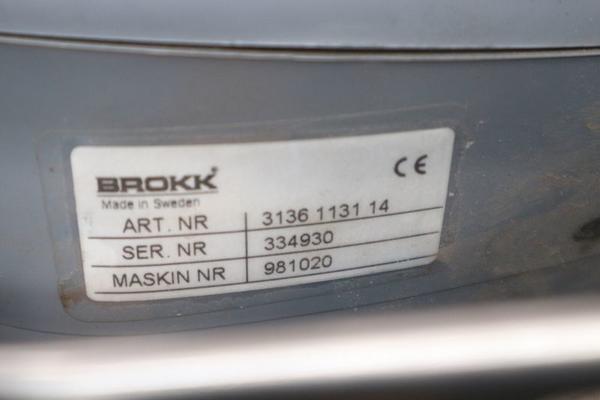 BROKK
CE
Made in Sweden
ART. NR 3136 1131 14
SER. NR 334930
MASKIN NR 981020